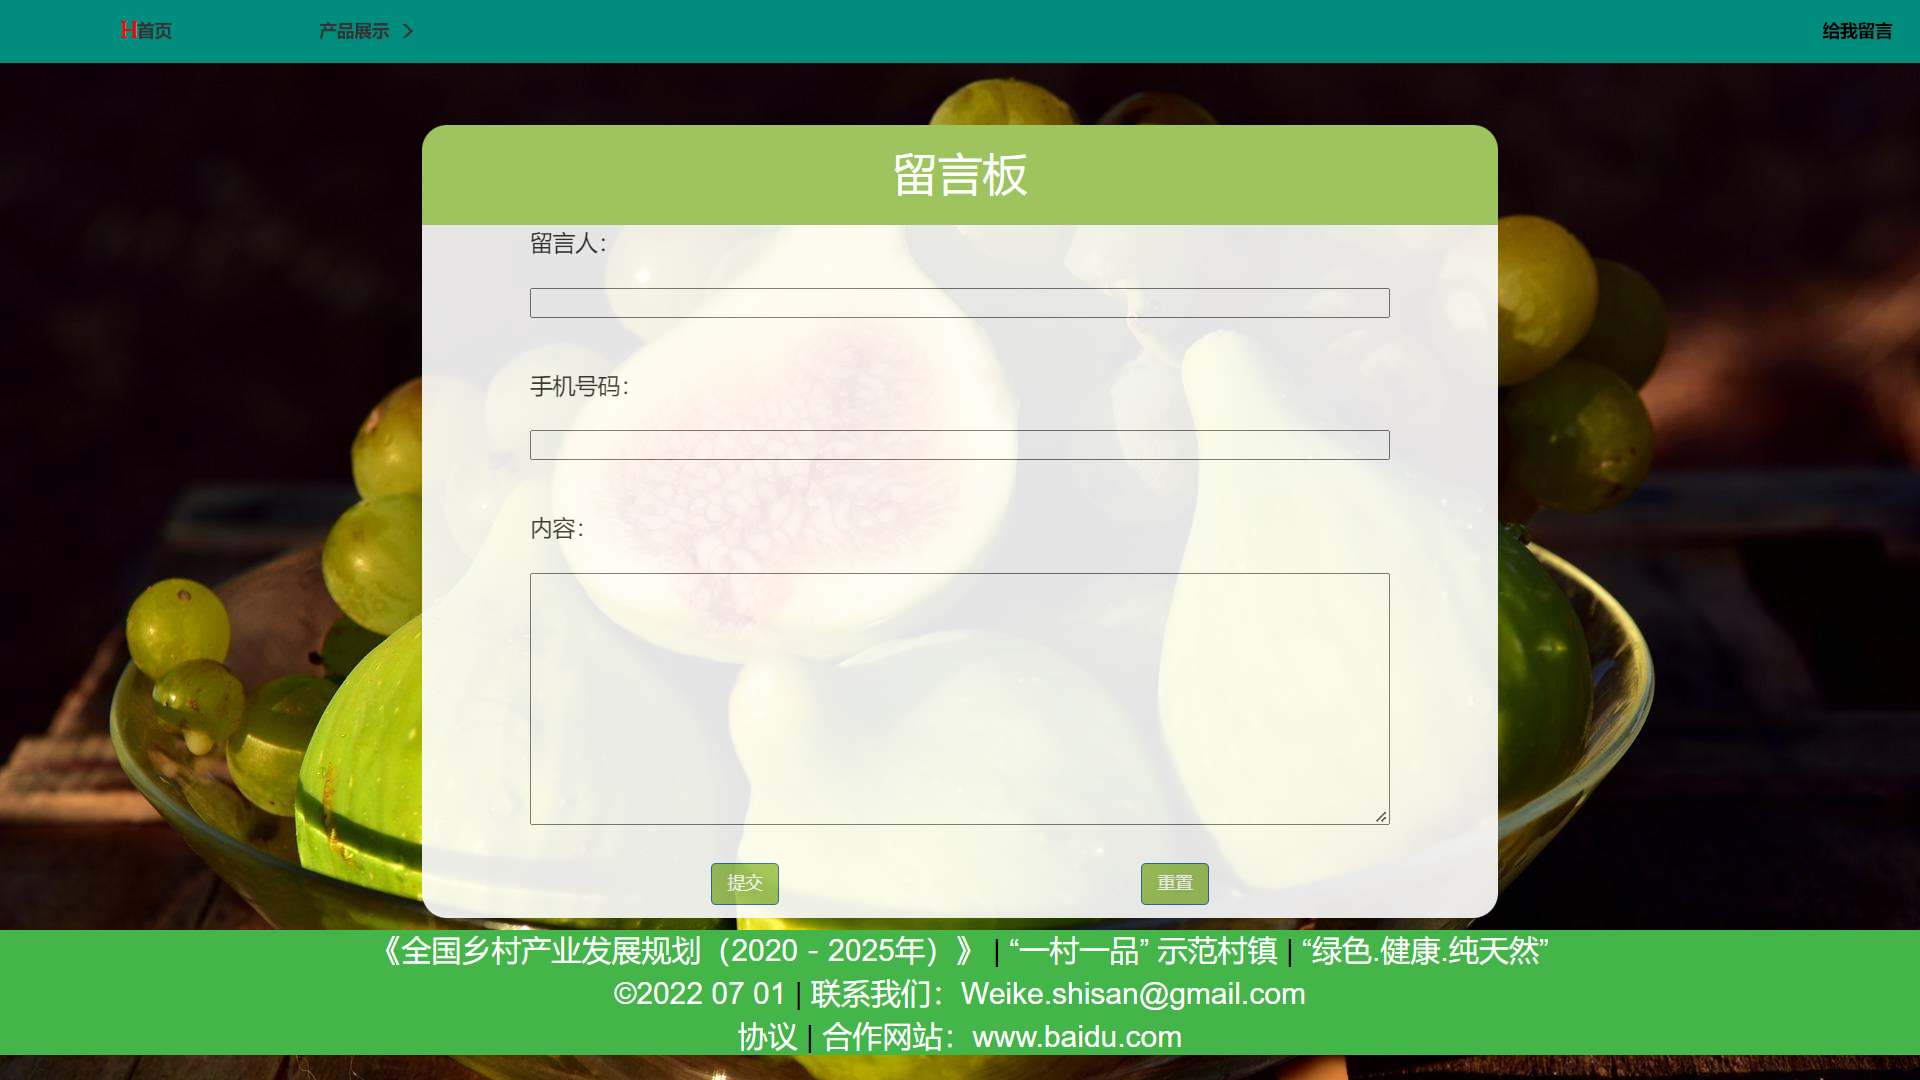 H首页 产品展示 给我留言
留言板
留言人：
手机号码：
内容：
提交 重置
《全国乡村产业发展规划（2020 - 2025年）》 | “一村一品” 示范村镇 | “绿色.健康.纯天然”
©2022 07 01 | 联系我们：Weike.shisan@gmail.com
协议 | 合作网站：www.baidu.com